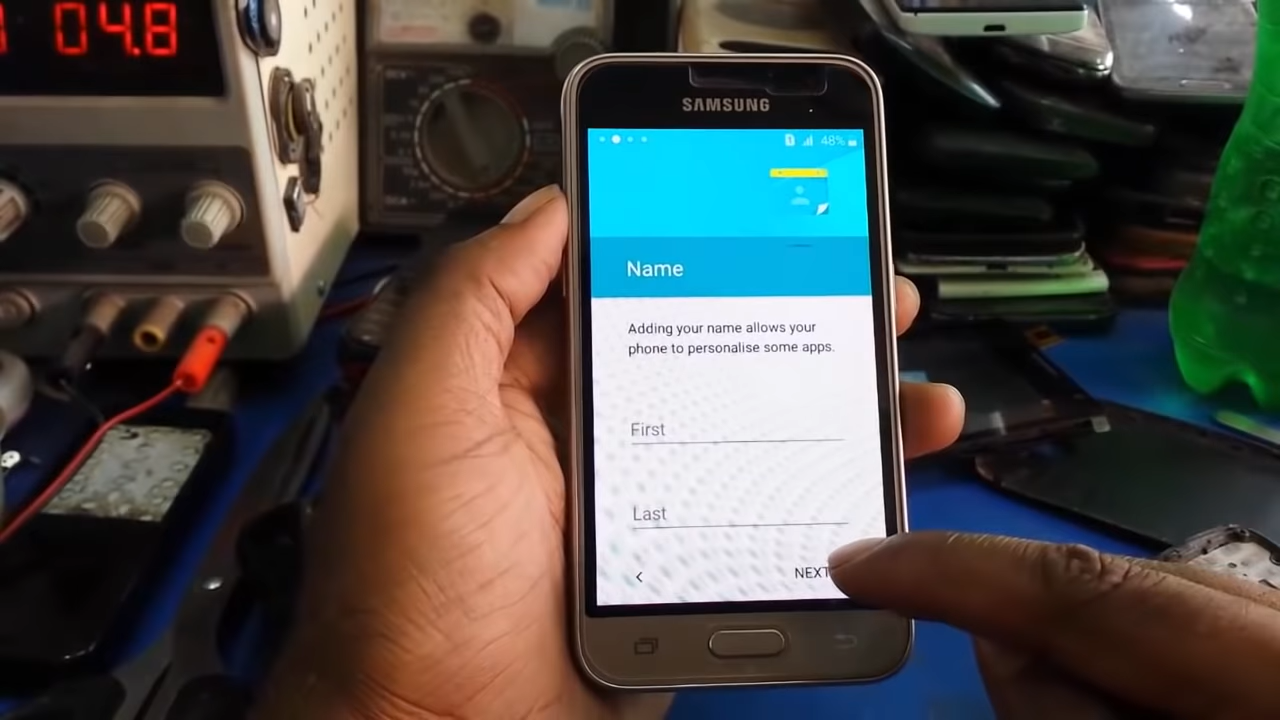 04.8
SAMSUNG
48%
Name
Adding your name allows your
phone to personalise some apps.
First
Last
NEXT